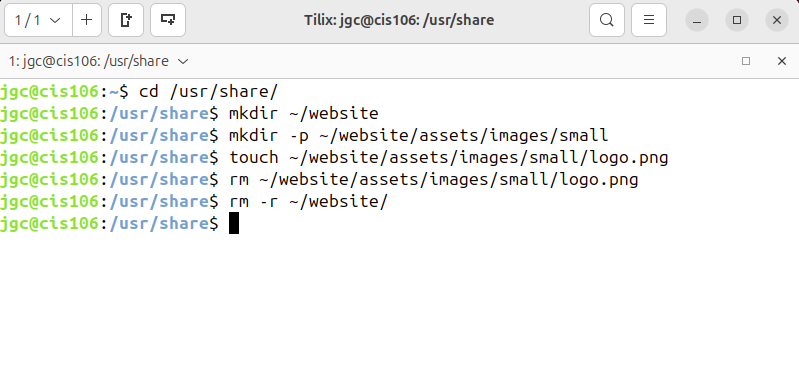 1 / 1
Tilix: jgc@cis106: /usr/share
1: jgc@cis106: /usr/share
jgc@cis106:~$ cd /usr/share/
jgc@cis106:/usr/share$ mkdir ~/website
jgc@cis106:/usr/share$ mkdir -p ~/website/assets/images/small
jgc@cis106:/usr/share$ touch ~/website/assets/images/small/logo.png
jgc@cis106:/usr/share$ rm ~/website/assets/images/small/logo.png
jgc@cis106:/usr/share$ rm -r ~/website/
jgc@cis106:/usr/share$